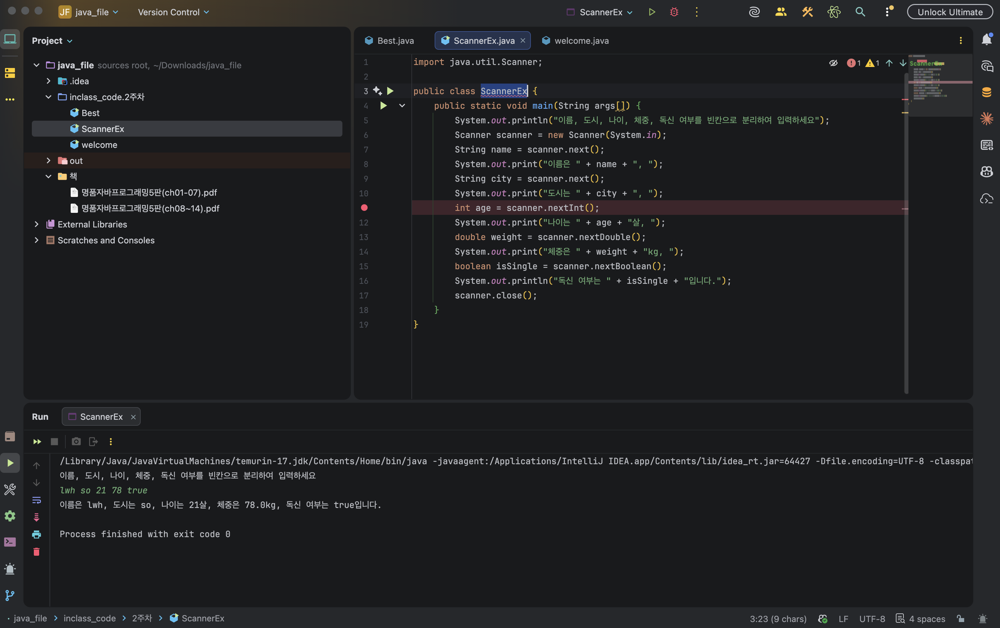 JF java_file Version Control ScannerEx Unlock Ultimate
Project
java_file sources root, ~/Downloads/java_file
.idea
inclass_code.2주차
Best
ScannerEx
welcome
out
책
명품자바프로그래밍5판(ch01-07).pdf
명품자바프로그래밍5판(ch08~14).pdf
External Libraries
Scratches and Consoles
Best.java ScannerEx.java welcome.java
1 import java.util.Scanner;
1 1
ScannerEx
2
3 public class ScannerEx {
4 public static void main(String args[]) {
5 System.out.println("이름, 도시, 나이, 체중, 독신 여부를 빈칸으로 분리하여 입력하세요");
6 Scanner scanner = new Scanner(System.in);
7 String name = scanner.next();
8 System.out.print("이름은 " + name + ", ");
9 String city = scanner.next();
10 System.out.print("도시는 " + city + ", ");
int age = scanner.nextInt();
12 System.out.print("나이는 " + age + "살, ");
13 double weight = scanner.nextDouble();
14 System.out.print("체중은 " + weight + "kg, ");
15 boolean isSingle = scanner.nextBoolean();
16 System.out.println("독신 여부는 " + isSingle + "입니다.");
17 scanner.close();
18 }
19 }
Run ScannerEx
/Library/Java/JavaVirtualMachines/temurin-17.jdk/Contents/Home/bin/java -javaagent:/Applications/IntelliJ IDEA.app/Contents/lib/idea_rt.jar=64427 -Dfile.encoding=UTF-8 -classpat
이름, 도시, 나이, 체중, 독신 여부를 빈칸으로 분리하여 입력하세요
lwh so 21 78 true
이름은 lwh, 도시는 so, 나이는 21살, 체중은 78.0kg, 독신 여부는 true입니다.
Process finished with exit code 0
java_file > inclass_code > 2주차 > ScannerEx
3:23 (9 chars) LF UTF-8 4 spaces